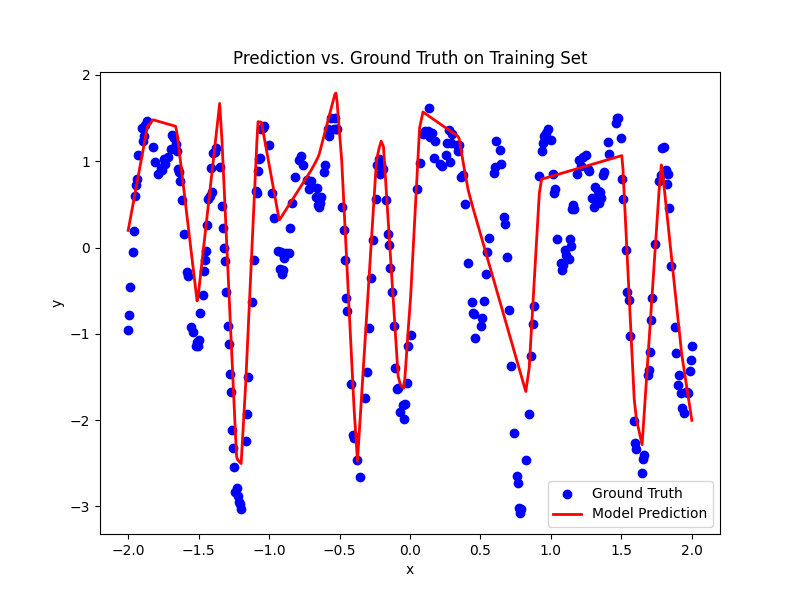 Prediction vs. Ground Truth on Training Set
2
1
0
−1
−2
−3
y
−2.0 −1.5 −1.0 −0.5 0.0 0.5 1.0 1.5 2.0
x
Ground Truth
Model Prediction